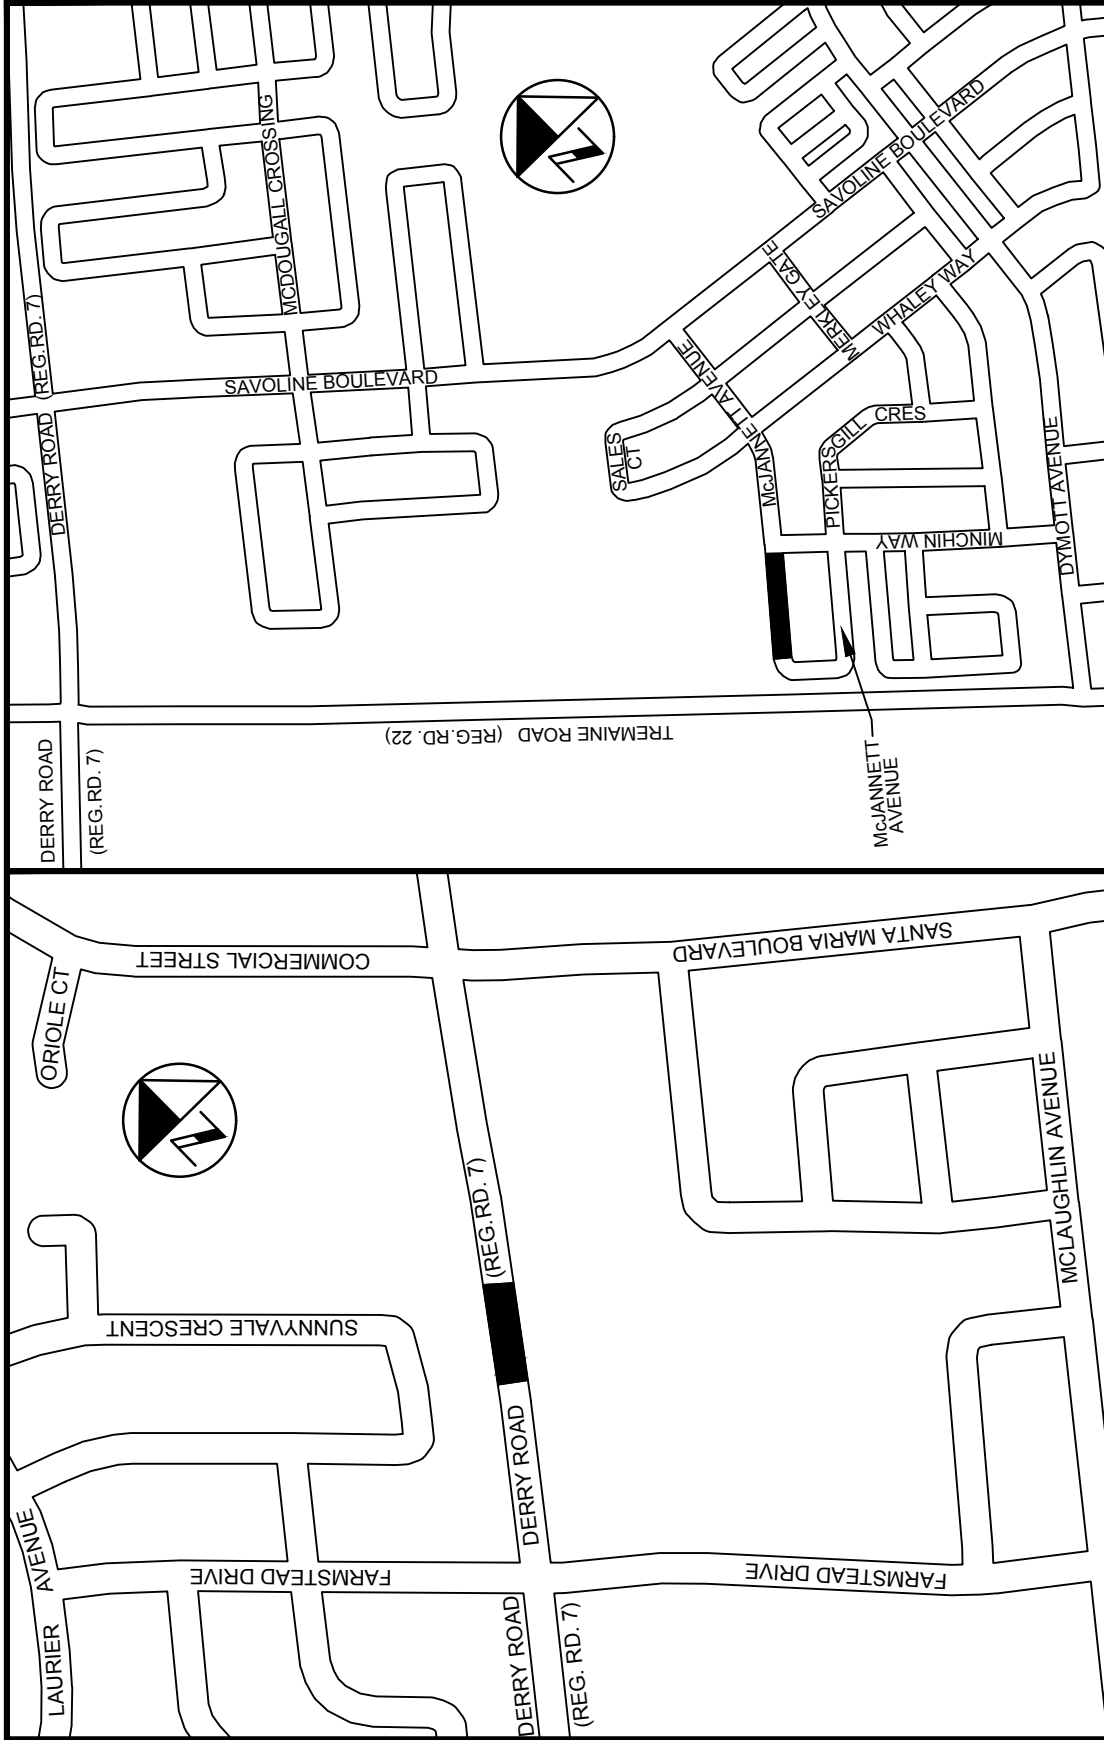 MCDOUGALL CROSSING
SAVOLINE BOULEVARD
(REG.RD. 7)
MERKLEY GATE
WHALEY WAY
MERKLEY
SAVOLINE BOULEVARD
McJANNETT AVENUE
DERRY ROAD
SALES
CT
PICKERSGILL CRES
MINCHIN WAY
DYMOTT AVENUE
TREMAINE ROAD (REG.RD. 22)
DERRY ROAD
(REG.RD. 7)
McJANNETT
AVENUE
COMMERCIAL STREET
SANTA MARIA BOULEVARD
ORIOLE CT
MCLAUGHLIN AVENUE
(REG.RD. 7)
SUNNYVALE CRESCENT
DERRY ROAD
LAURIER AVENUE
FARMSTEAD DRIVE
FARMSTEAD DRIVE
DERRY ROAD
(REG. RD. 7)